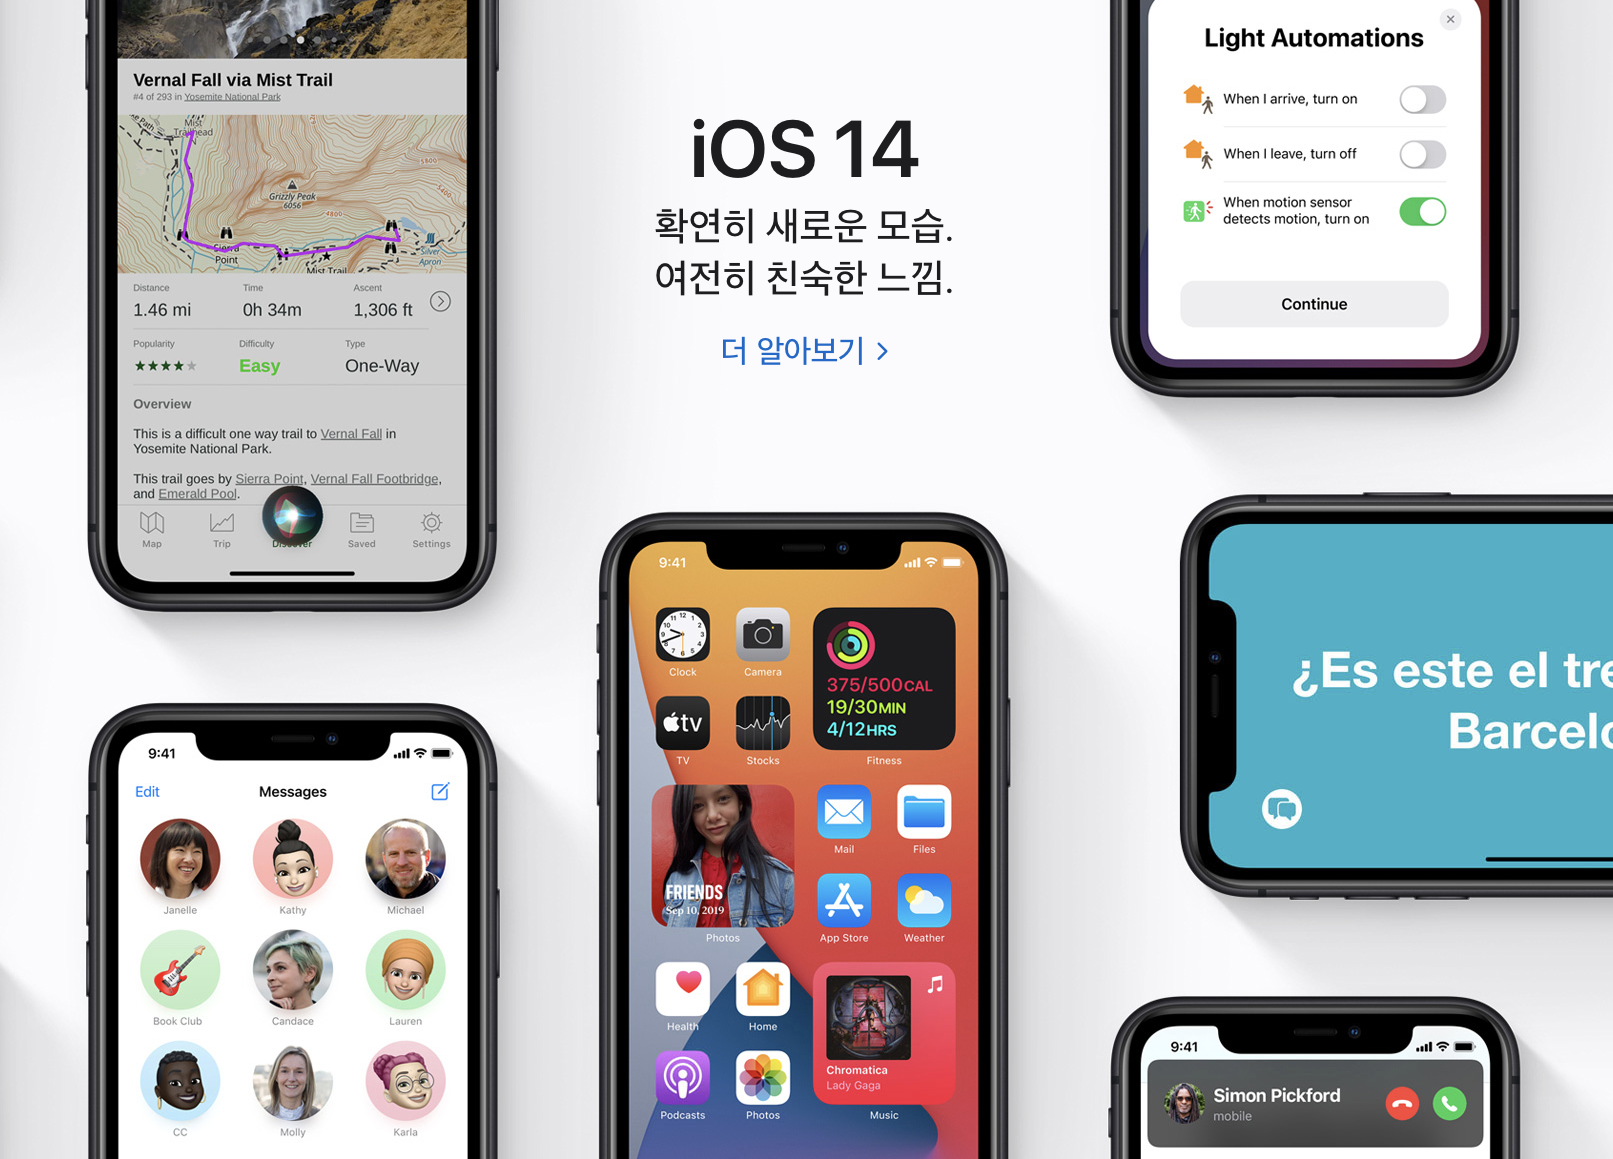 Vernal Fall via Mist Trail
#4 of 293 in Yosemite National Park
Mist
Trailhead
5800
5400
Grizzly Peak
6056
4800
Sierra
Point
Silver
Apron
Mist Trail
Distance
Time
Ascent
1.46 mi
0h 34m
1,306 ft
Popularity
Difficulty
Type
Easy
One-Way
Overview
This is a difficult one way trail to Vernal Fall in
Yosemite National Park.
This trail goes by Sierra Point, Vernal Fall Footbridge,
and Emerald Pool.
Map
Trip
Discover
Saved
Settings
iOS 14
확연히 새로운 모습.
여전히 친숙한 느낌.
더 알아보기 >
Light Automations
When I arrive, turn on
When I leave, turn off
When motion sensor
detects motion, turn on
Continue
9:41
Edit
Messages
Janelle
Kathy
Michael
Book Club
Candace
Lauren
CC
Molly
Karla
9:41
Clock
Camera
375/500CAL
19/30MIN
4/12HRS
tv
TV
Stocks
Fitness
FRIENDS
Sep 10, 2019
Photos
Mail
Files
App Store
Weather
Health
Home
Chromatica
Lady Gaga
Podcasts
Photos
Music
¿Es este el tre
Barcelo
9:41
Simon Pickford
mobile